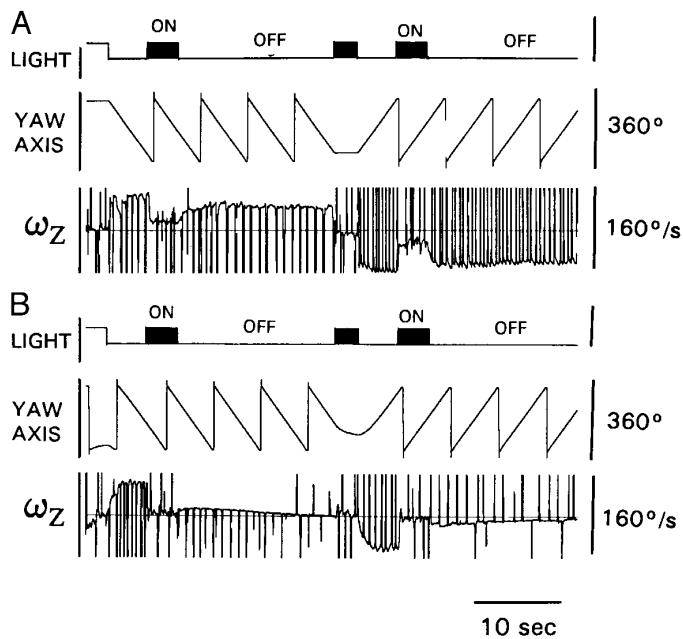 A
ON OFF ON OFF
LIGHT
YAW
AXIS
360°
ωZ
160°/s
B
ON OFF ON OFF
LIGHT
YAW
AXIS
360°
ωZ
160°/s
10 sec